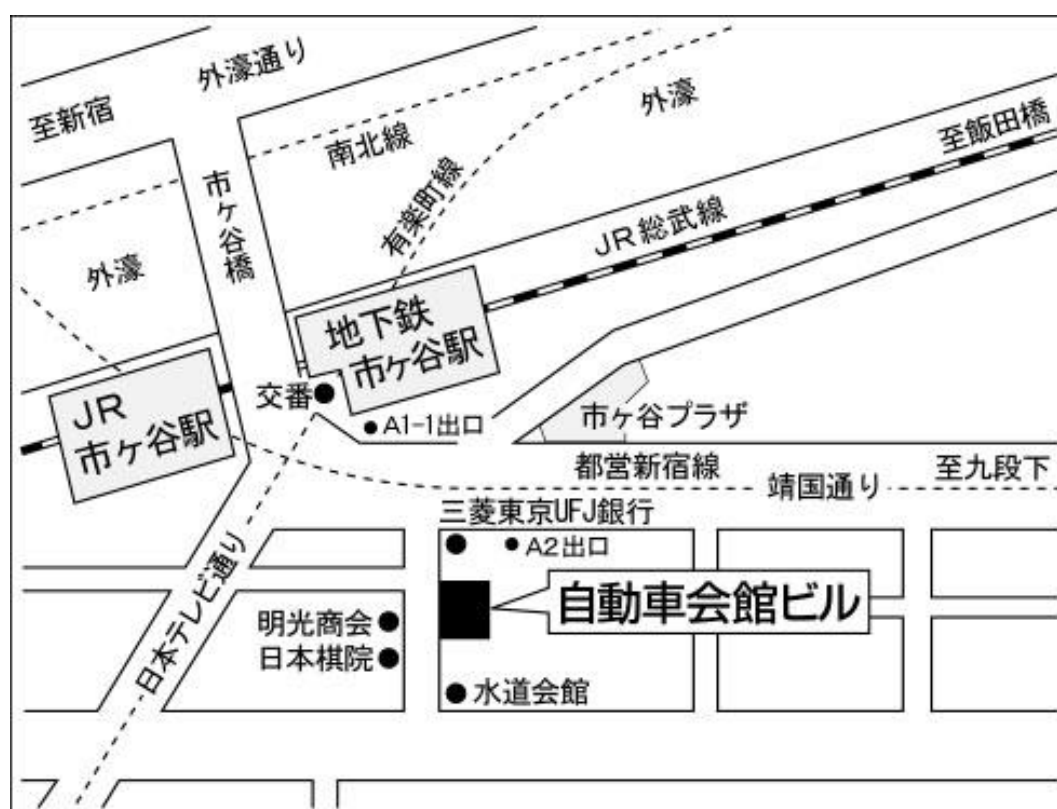 外濠通り
至新宿
外濠
南北線
至飯田橋
市ヶ谷橋
有楽町線
JR総武線
外濠
地下鉄
市ヶ谷駅
JR
市ヶ谷駅
交番
A1-1出口
市ヶ谷プラザ
都営新宿線
靖国通り
至九段下
三菱東京UFJ銀行
A2出口
日本テレビ通り
自動車会館ビル
明光商会
日本棋院
水道会館